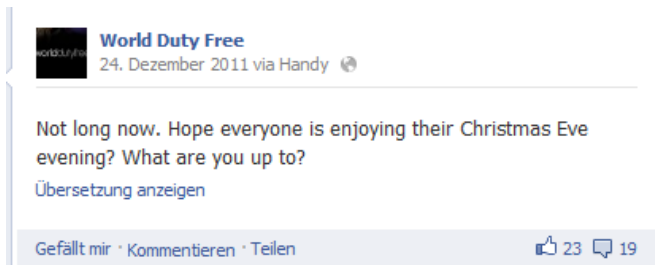 World Duty Free
24. Dezember 2011 via Handy
Not long now. Hope everyone is enjoying their Christmas Eve
evening? What are you up to?
Übersetzung anzeigen
Gefällt mir · Kommentieren · Teilen 23 19